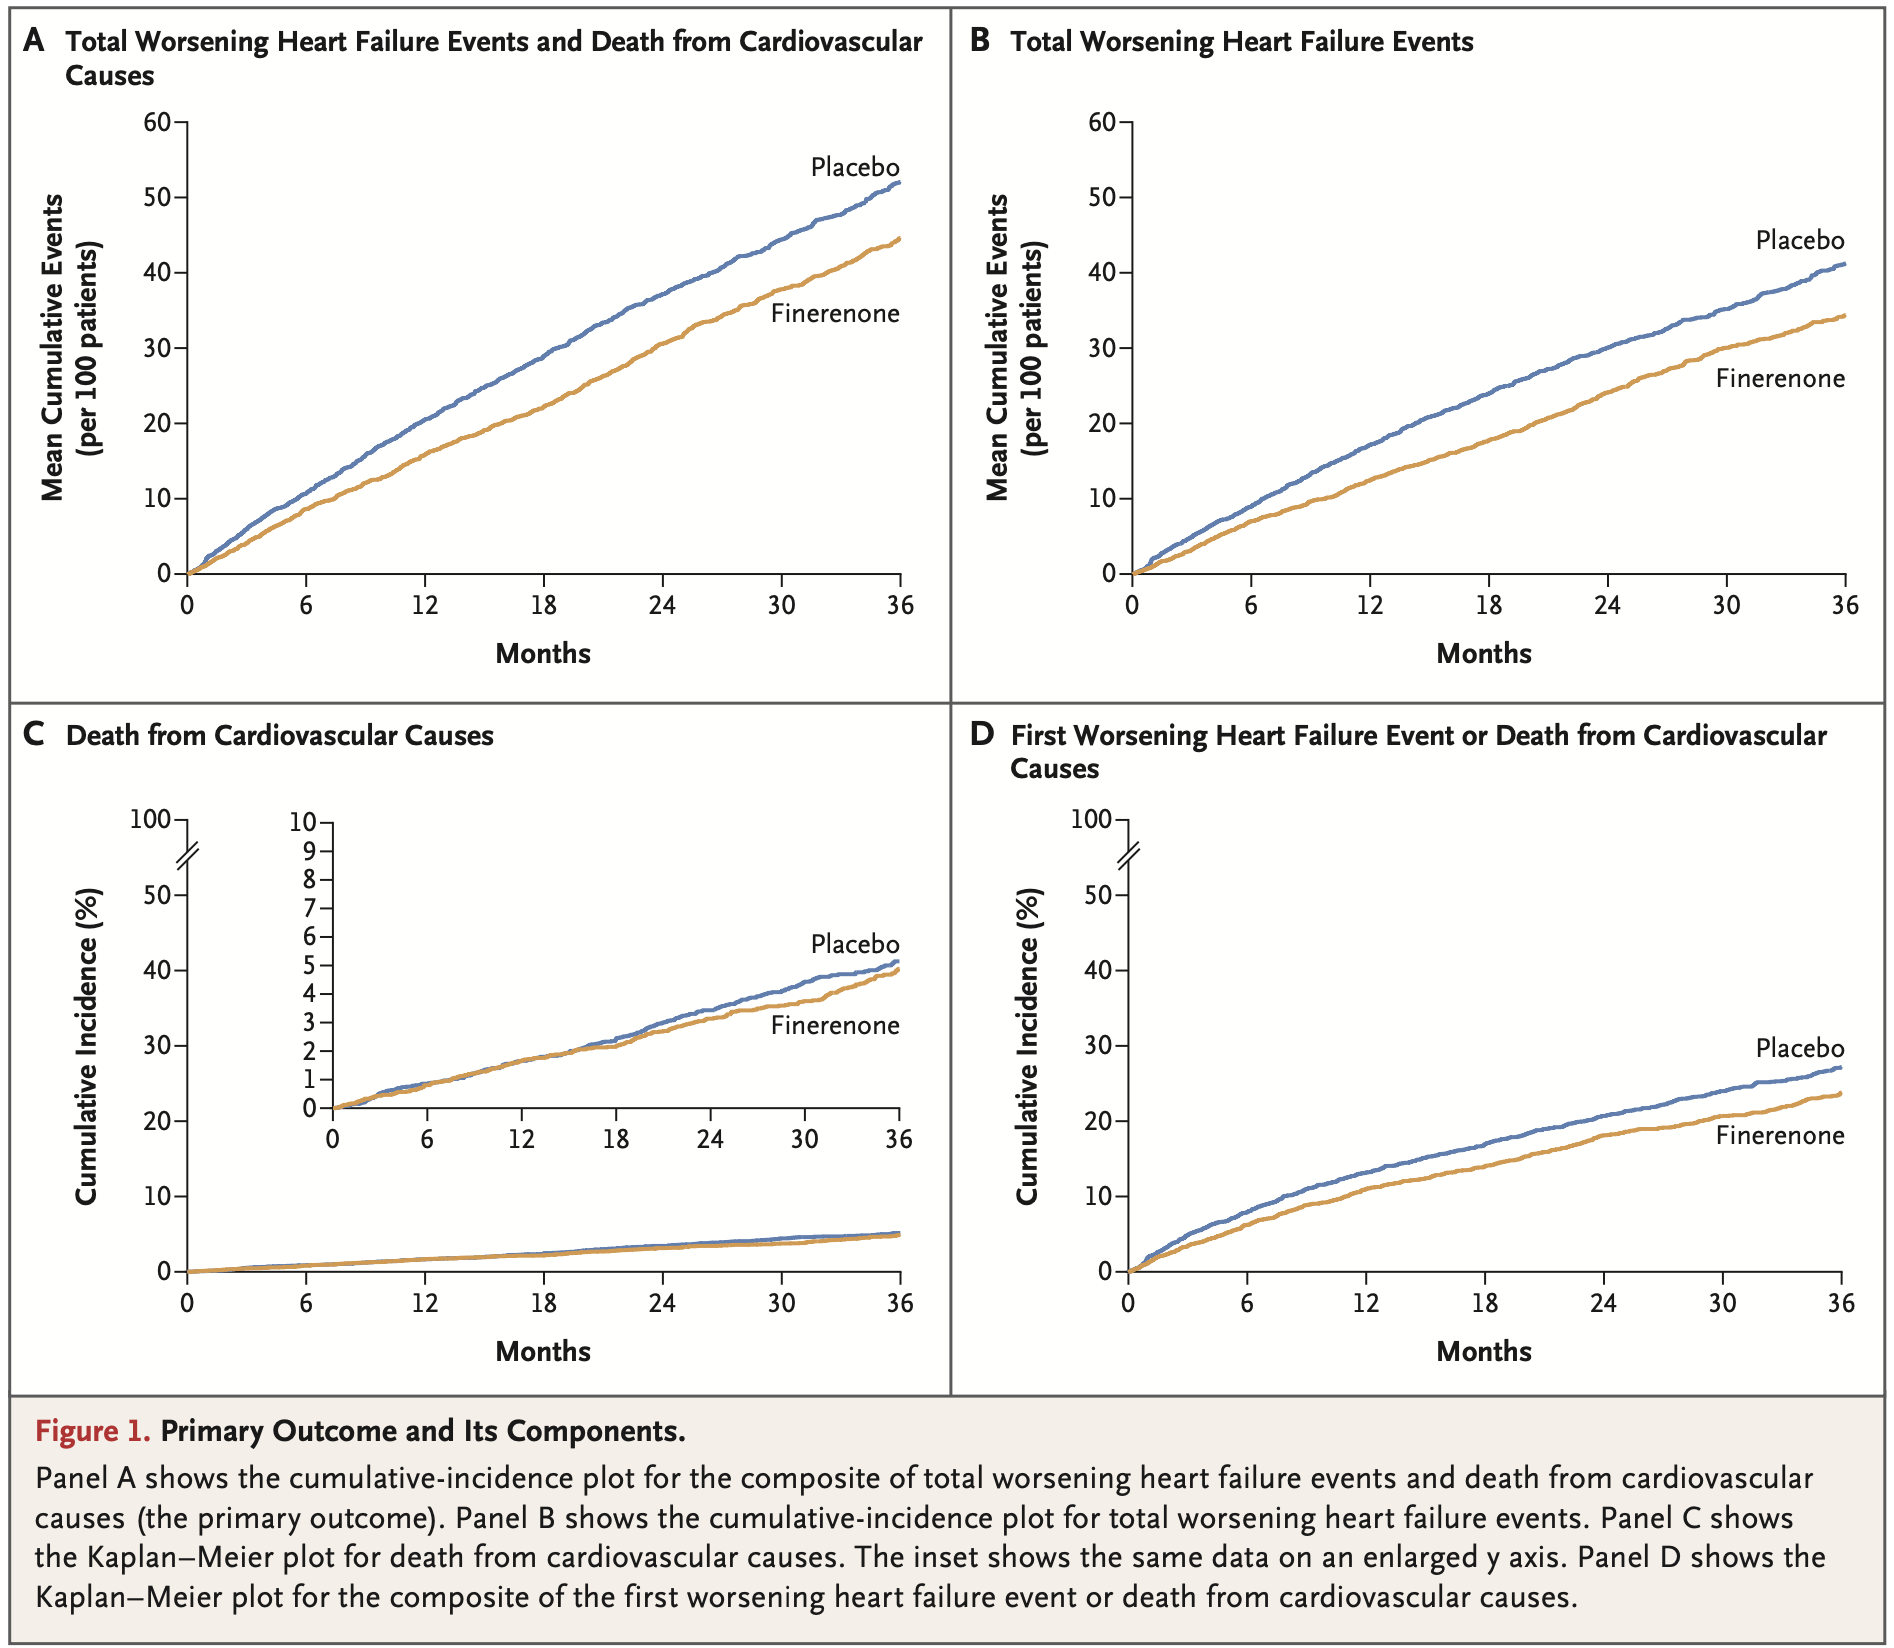 A Total Worsening Heart Failure Events and Death from Cardiovascular
Causes
Mean Cumulative Events
(per 100 patients)
60
50
40
30
20
10
0
Placebo
Finerenone
0 6 12 18 24 30 36
Months
B Total Worsening Heart Failure Events
Mean Cumulative Events
(per 100 patients)
60
50
40
30
20
10
0
Placebo
Finerenone
0 6 12 18 24 30 36
Months
C Death from Cardiovascular Causes
Cumulative Incidence (%)
100
50
40
30
20
10
0
10
9
8
7
6
5
4
3
2
1
0
Placebo
Finerenone
0 6 12 18 24 30 36
0 6 12 18 24 30 36
Months
D First Worsening Heart Failure Event or Death from Cardiovascular
Causes
Cumulative Incidence (%)
100
50
40
30
20
10
0
Placebo
Finerenone
0 6 12 18 24 30 36
Months
Figure 1. Primary Outcome and Its Components.
Panel A shows the cumulative-incidence plot for the composite of total worsening heart failure events and death from cardiovascular
causes (the primary outcome). Panel B shows the cumulative-incidence plot for total worsening heart failure events. Panel C shows
the Kaplan–Meier plot for death from cardiovascular causes. The inset shows the same data on an enlarged y axis. Panel D shows the
Kaplan–Meier plot for the composite of the first worsening heart failure event or death from cardiovascular causes.